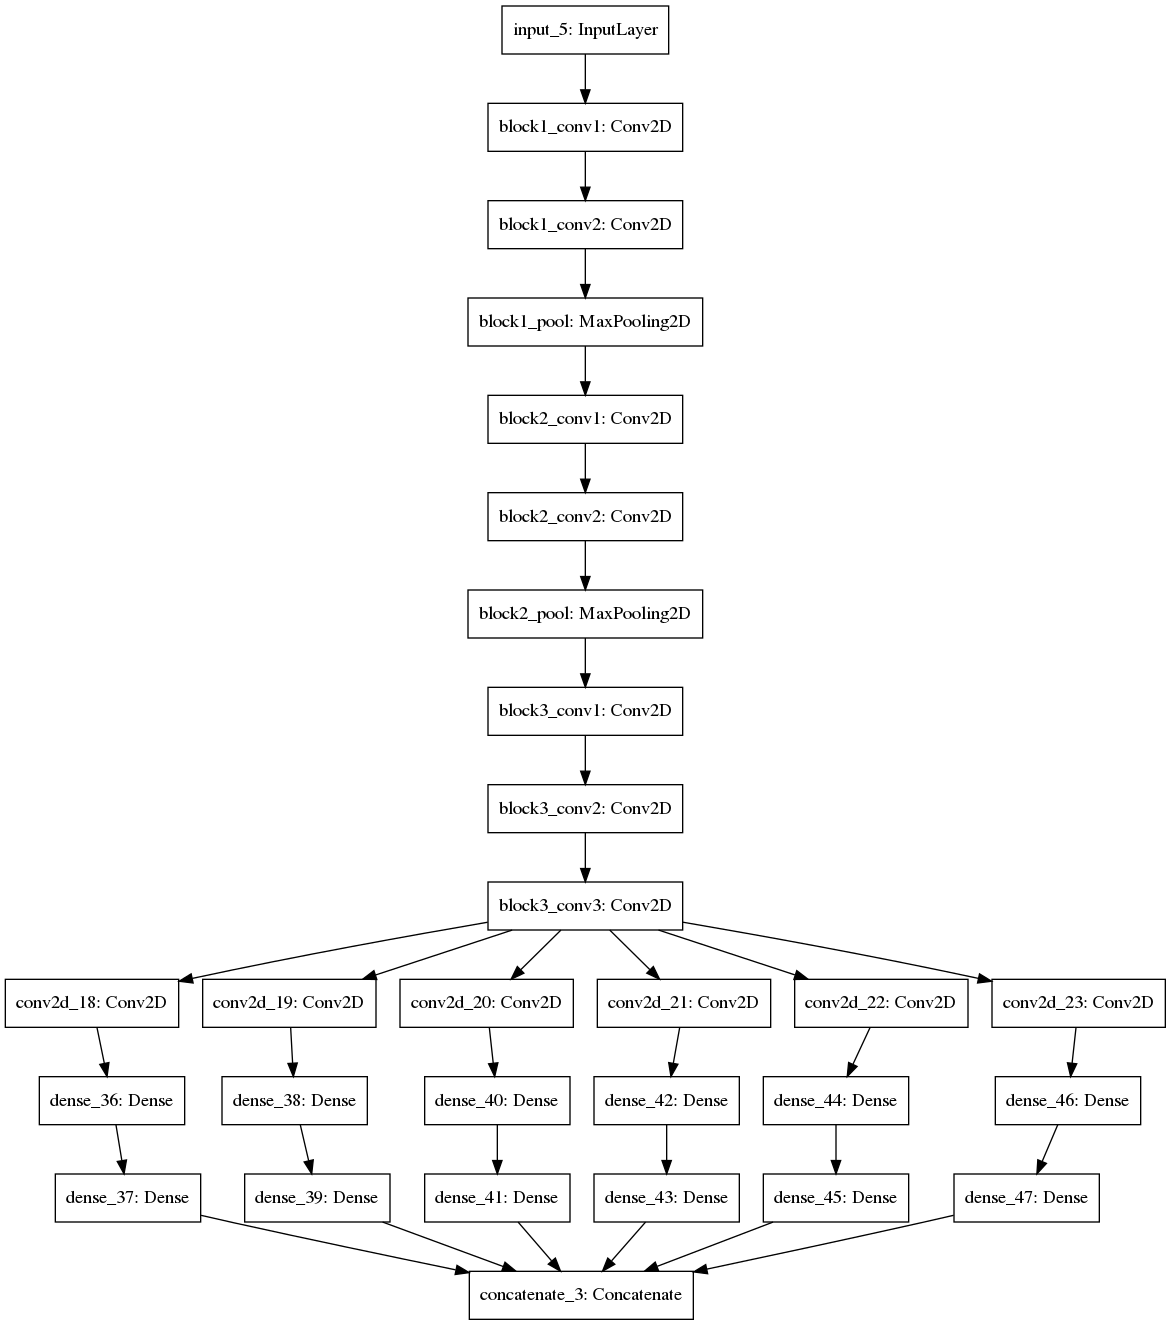 input_5: InputLayer
block1_conv1: Conv2D
block1_conv2: Conv2D
block1_pool: MaxPooling2D
block2_conv1: Conv2D
block2_conv2: Conv2D
block2_pool: MaxPooling2D
block3_conv1: Conv2D
block3_conv2: Conv2D
block3_conv3: Conv2D
conv2d_18: Conv2D
conv2d_19: Conv2D
conv2d_20: Conv2D
conv2d_21: Conv2D
conv2d_22: Conv2D
conv2d_23: Conv2D
dense_36: Dense
dense_38: Dense
dense_40: Dense
dense_42: Dense
dense_44: Dense
dense_46: Dense
dense_37: Dense
dense_39: Dense
dense_41: Dense
dense_43: Dense
dense_45: Dense
dense_47: Dense
concatenate_3: Concatenate